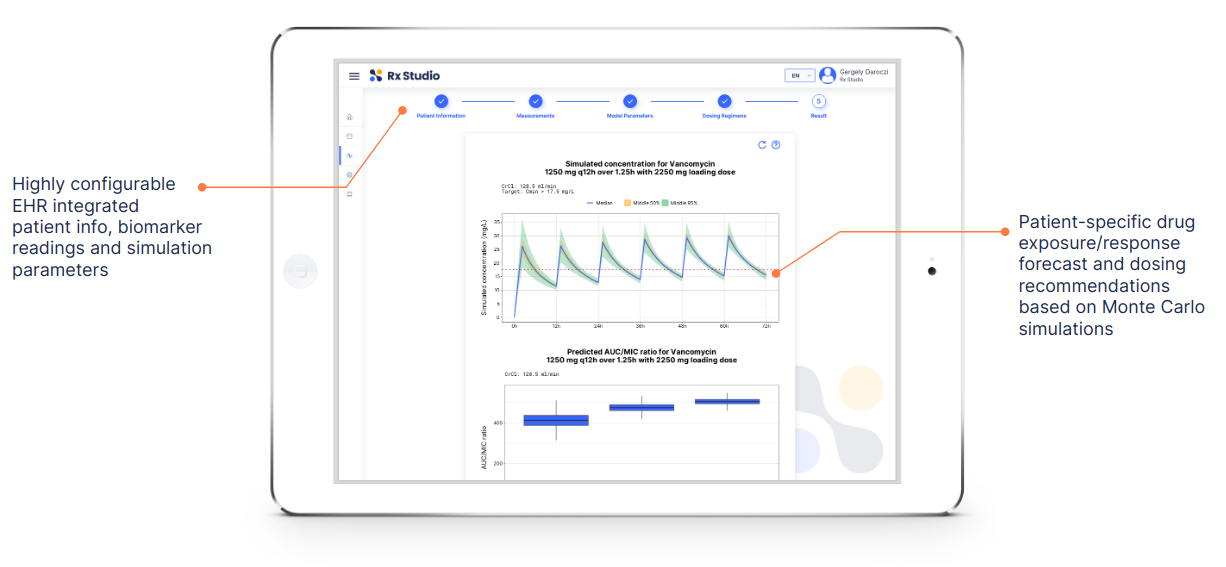 Rx Studio
EN
Gergely Daroczi
Rx Studio
5
Patient Information
Measurements
Model Parameters
Dosing Regimens
Result
Highly configurable
EHR integrated
patient info, biomarker
readings and simulation
parameters
Simulated concentration for Vancomycin
1250 mg q12h over 1.25h with 2250 mg loading dose
CrCl: 128.5 ml/min
Target: Cmin > 17.5 mg/L
Median
Middle 50%
Middle 95%
Simulated concentration (mg/L)
35
30
25
20
15
10
5
0
0h
12h
24h
36h
48h
60h
72h
Patient-specific drug
exposure/response
forecast and dosing
recommendations
based on Monte Carlo
simulations
Predicted AUC/MIC ratio for Vancomycin
1250 mg q12h over 1.25h with 2250 mg loading dose
CrCl: 128.5 ml/min
AUC/MIC ratio
400
200